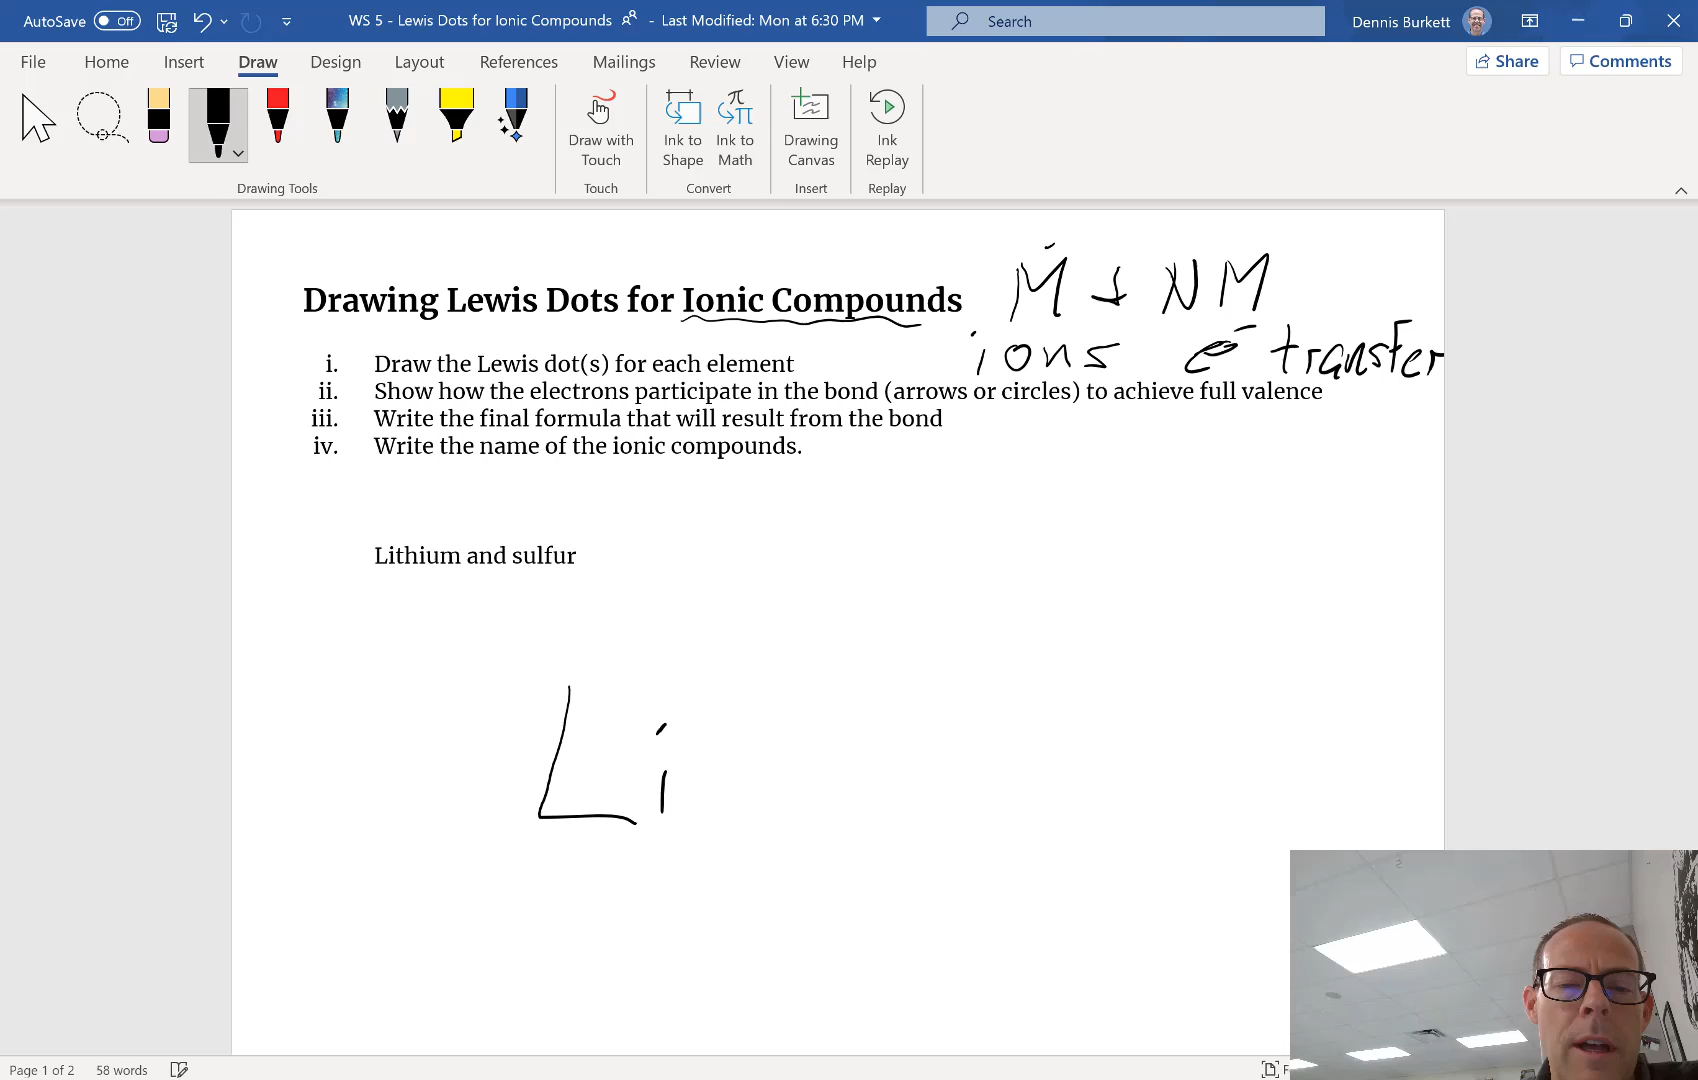 AutoSave Off WS 5 - Lewis Dots for Ionic Compounds - Last Modified: Mon at 6:30 PM Search Dennis Burkett
File Home Insert Draw Design Layout References Mailings Review View Help Share Comments
Draw with Touch Ink to Shape Ink to Math Drawing Canvas Ink Replay
Drawing Tools Touch Convert Insert Replay
M + NM
Drawing Lewis Dots for Ionic Compounds
ions e⁻ transfer
i. Draw the Lewis dot(s) for each element
ii. Show how the electrons participate in the bond (arrows or circles) to achieve full valence
iii. Write the final formula that will result from the bond
iv. Write the name of the ionic compounds.
Lithium and sulfur
Li
Page 1 of 2 58 words